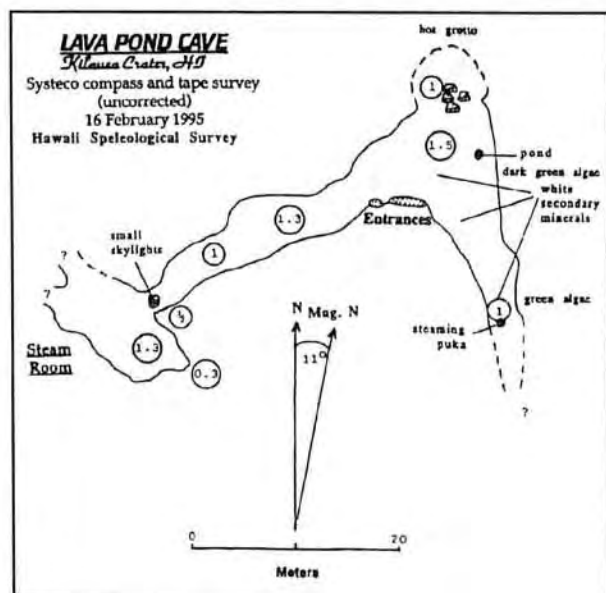 LAVA POND CAVE
Kilauea Crater, HI
Systeco compass and tape survey
(uncorrected)
16 February 1995
Hawaii Speleological Survey
hot grotto
1
1.5
pond
dark green algae
white
secondary
minerals
Entrances
1.3
1
small
skylights
?
?
½
1.3
0.3
Steam
Room
N Mag. N
11°
1
green algae
steaming
puka
?
0 20
Meters